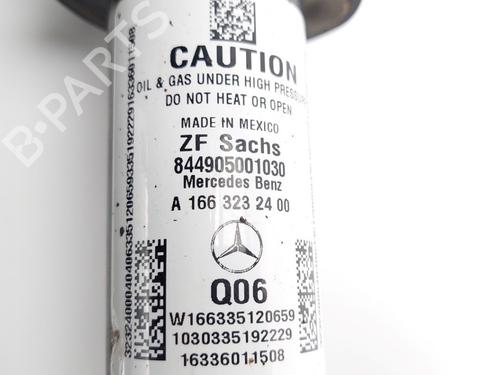 CAUTION
OIL & GAS UNDER HIGH PRESSURE
DO NOT HEAT OR OPEN
MADE IN MEXICO
ZF Sachs
844905001030
Mercedes Benz
A 166 323 24 00
Q06
W166335120659
1030335192229
16336011508
B-PARTS